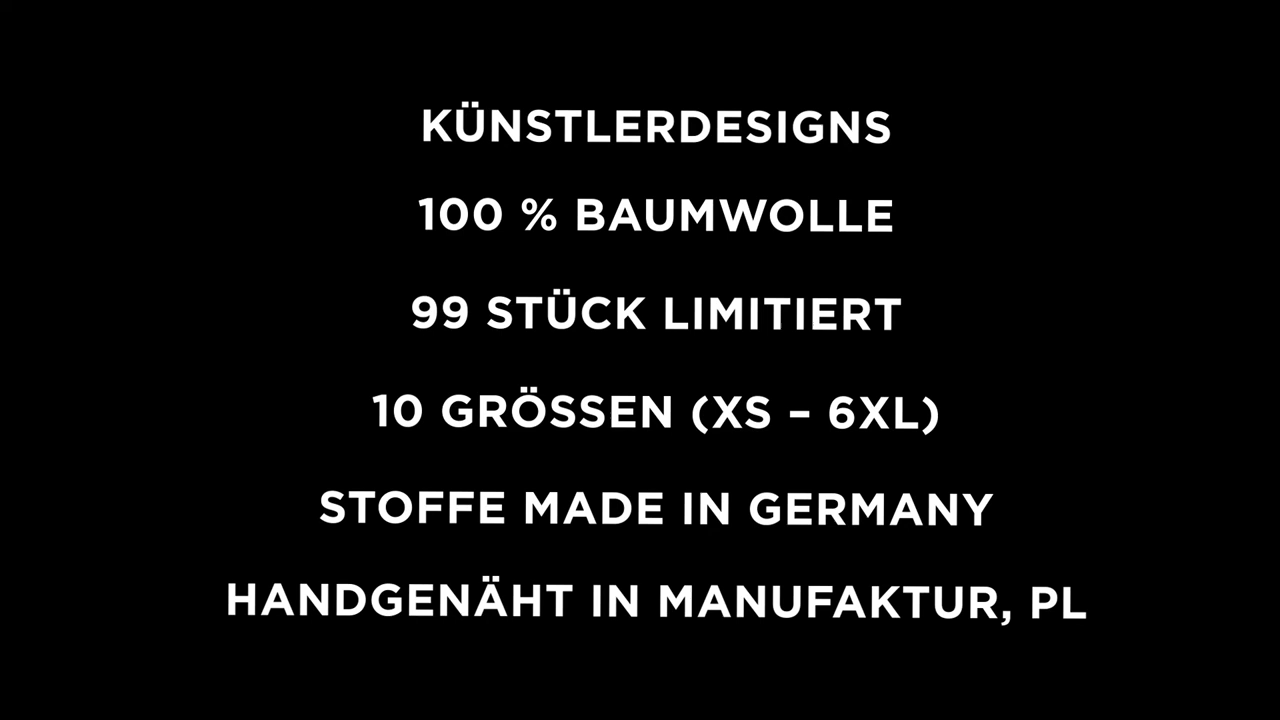 KÜNSTLERDESIGNS
100 % BAUMWOLLE
99 STÜCK LIMITIERT
10 GRÖSSEN (XS – 6XL)
STOFFE MADE IN GERMANY
HANDGENÄHT IN MANUFAKTUR, PL